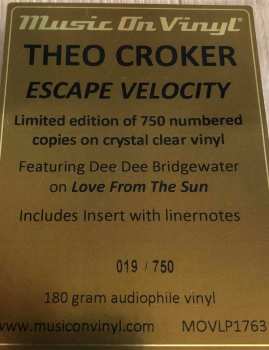 Music On Vinyl®
THEO CROKER
ESCAPE VELOCITY
Limited edition of 750 numbered
copies on crystal clear vinyl
Featuring Dee Dee Bridgewater
on Love From The Sun
Includes Insert with linernotes
019 / 750
180 gram audiophile vinyl
www.musiconvinyl.com MOVLP1763